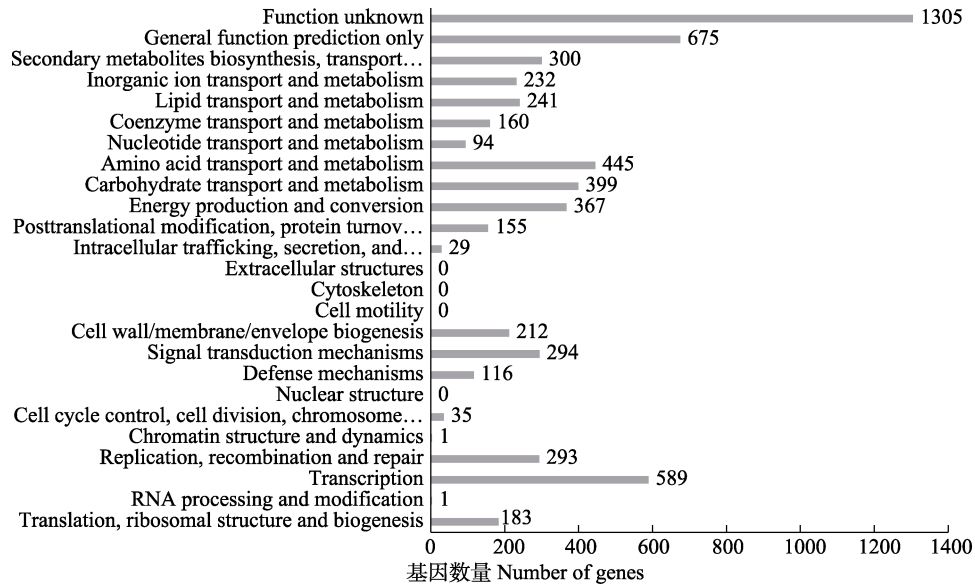 Function unknown 1305
General function prediction only 675
Secondary metabolites biosynthesis, transport… 300
Inorganic ion transport and metabolism 232
Lipid transport and metabolism 241
Coenzyme transport and metabolism 160
Nucleotide transport and metabolism 94
Amino acid transport and metabolism 445
Carbohydrate transport and metabolism 399
Energy production and conversion 367
Posttranslational modification, protein turnov… 155
Intracellular trafficking, secretion, and… 29
Extracellular structures 0
Cytoskeleton 0
Cell motility 0
Cell wall/membrane/envelope biogenesis 212
Signal transduction mechanisms 294
Defense mechanisms 116
Nuclear structure 0
Cell cycle control, cell division, chromosome… 35
Chromatin structure and dynamics 1
Replication, recombination and repair 293
Transcription 589
RNA processing and modification 1
Translation, ribosomal structure and biogenesis 183
0 200 400 600 800 1000 1200 1400
基因数量 Number of genes